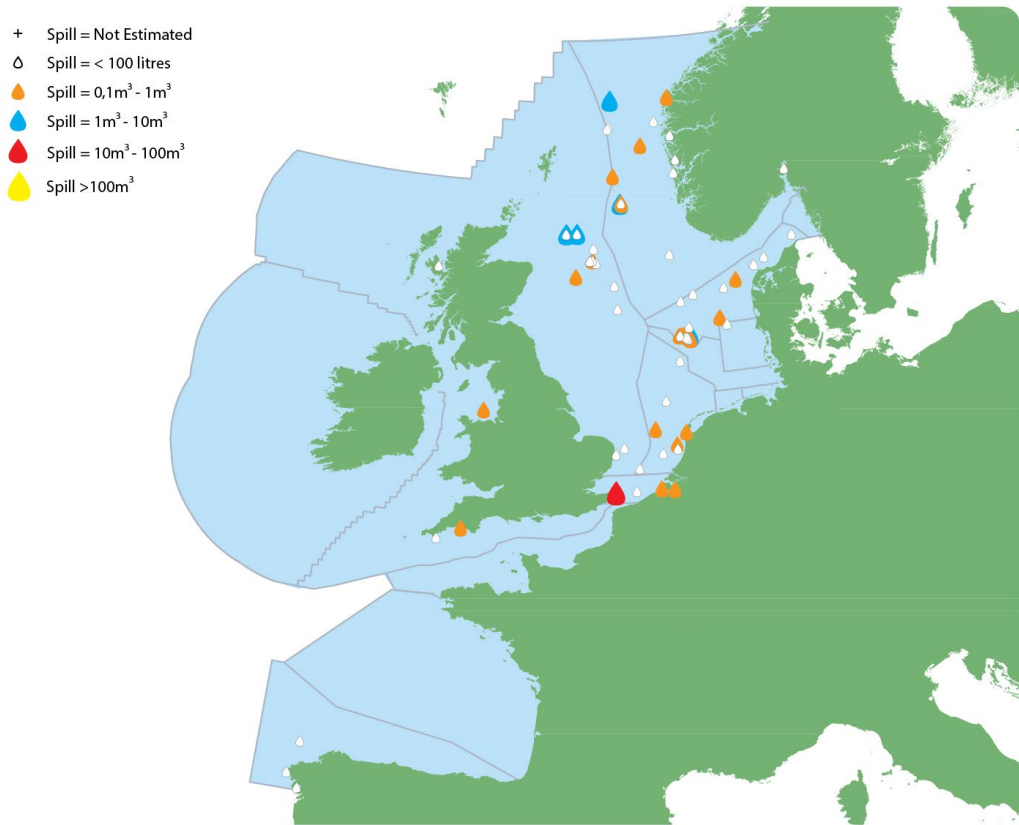 Spill = Not Estimated
Spill = < 100 litres
Spill = 0,1m³ - 1m³
Spill = 1m³ - 10m³
Spill = 10m³ - 100m³
Spill >100m³